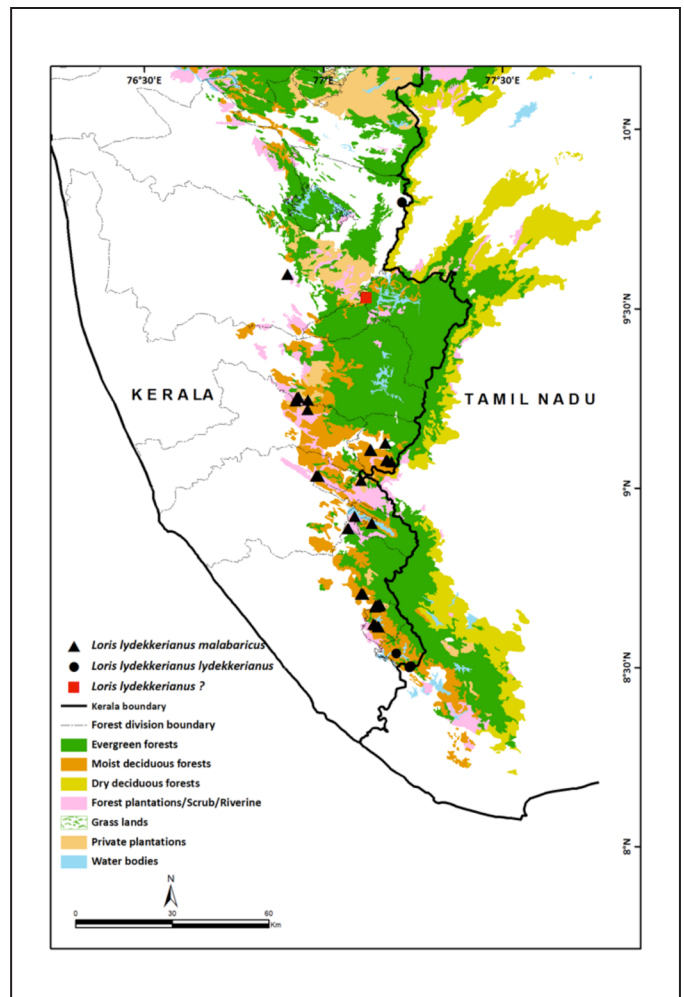 76°30'E 77°E 77°30'E
10°N
9°30'N
KERALA TAMIL NADU
9°N
Loris lydekkerianus malabaricus
8°30'N
Loris lydekkerianus lydekkerianus
Loris lydekkerianus ?
Kerala boundary
Forest division boundary
Evergreen forests
Moist deciduous forests
Dry deciduous forests
Forest plantations/Scrub/Riverine
Grass lands
Private plantations
8°N
Water bodies
N
0 30 60
Km